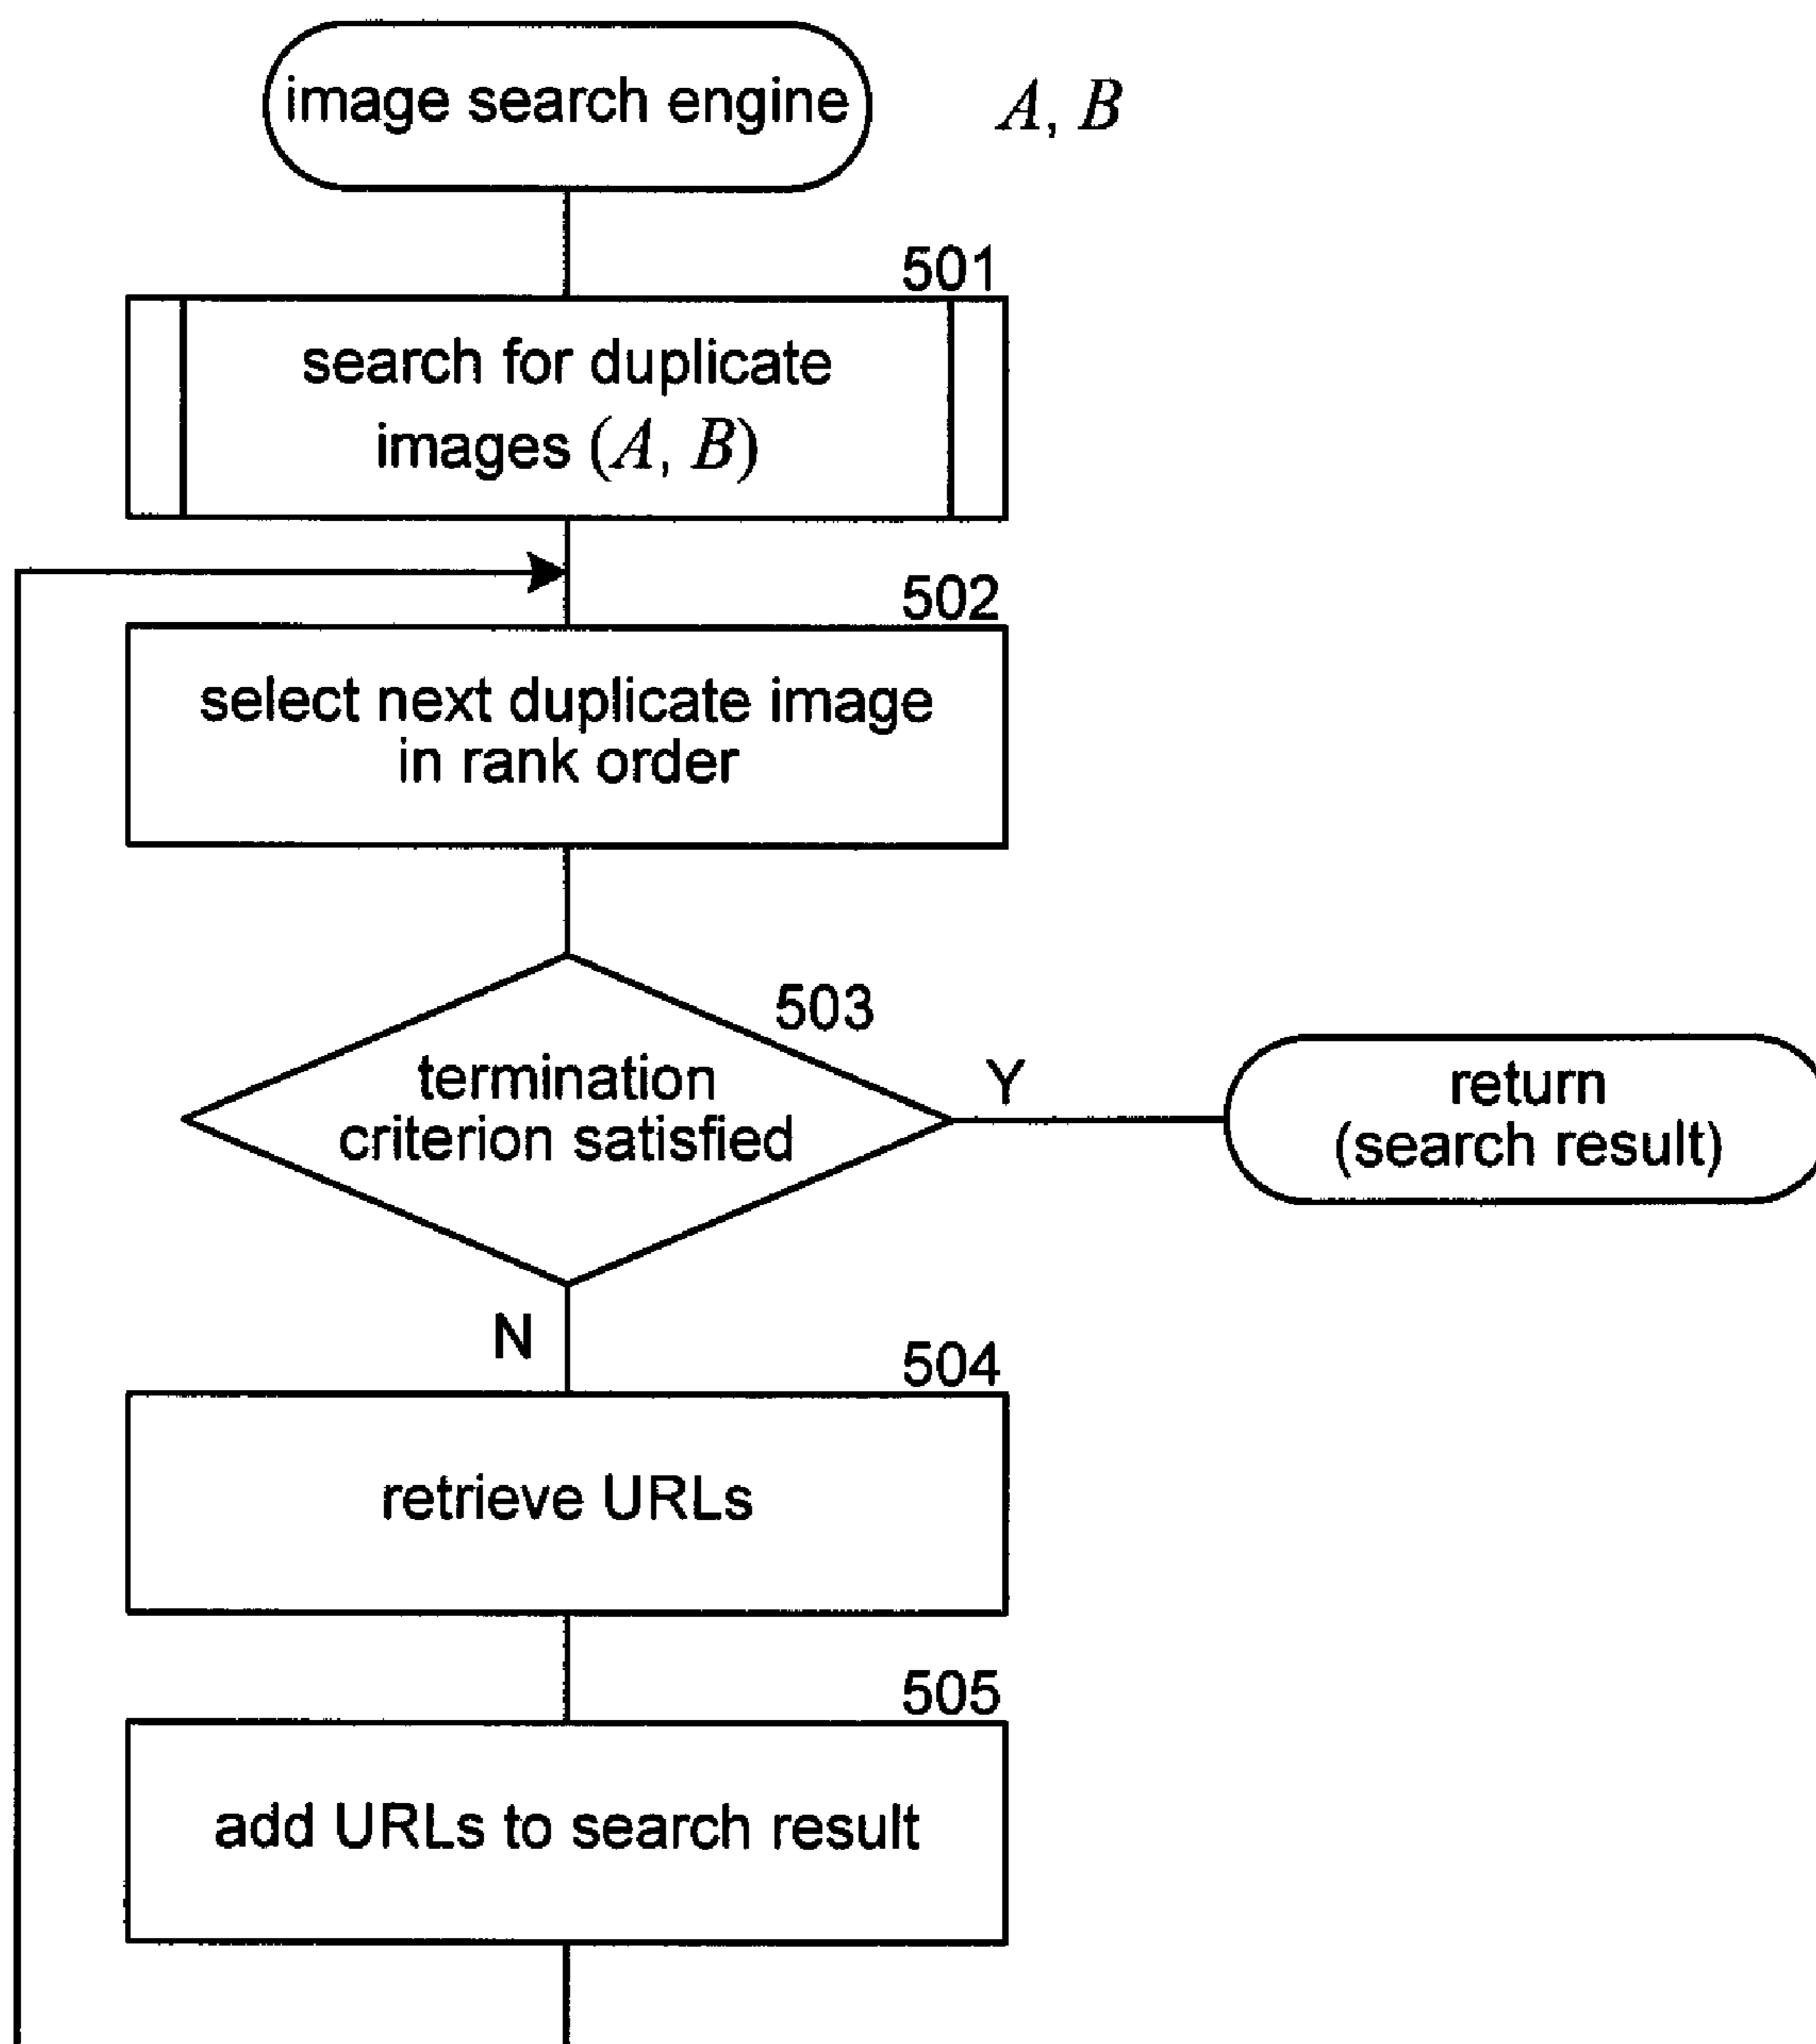 image search engine
A, B
501
search for duplicate
images (A, B)
502
select next duplicate image
in rank order
503
termination
criterion satisfied
Y
return
(search result)
N
504
retrieve URLs
505
add URLs to search result